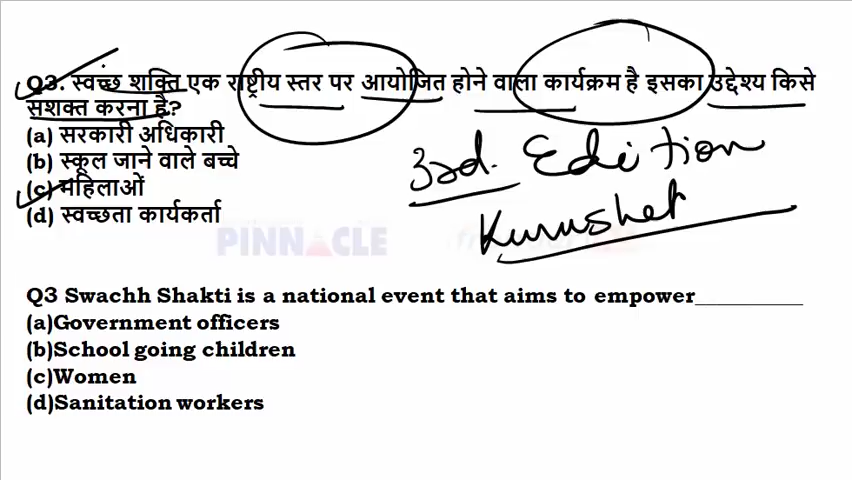 Q3. स्वच्छ शक्ति एक राष्ट्रीय स्तर पर आयोजित होने वाला कार्यक्रम है इसका उद्देश्य किसे
सशक्त करना है?
(a) सरकारी अधिकारी
(b) स्कूल जाने वाले बच्चे
(c) महिलाओं
(d) स्वच्छता कार्यकर्ता
3rd. Edition
Kurushet
PINNACLE
Q3 Swachh Shakti is a national event that aims to empower__________
(a)Government officers
(b)School going children
(c)Women
(d)Sanitation workers